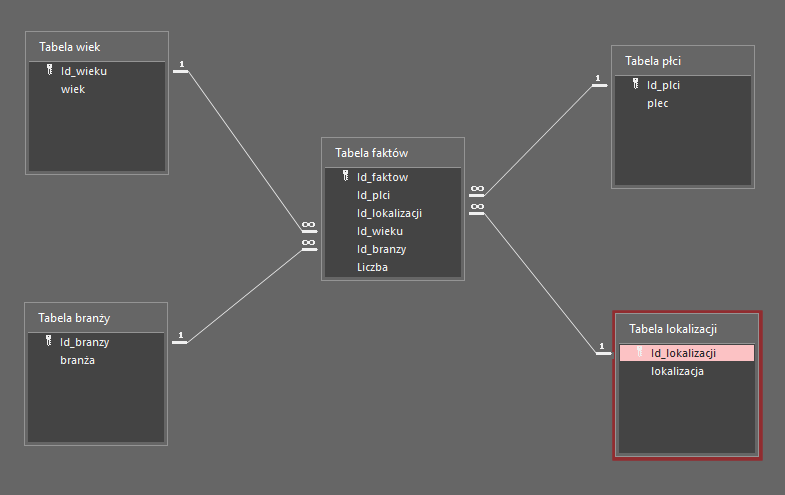 Tabela wiek
Id_wieku
wiek
1
Tabela płci
Id_plci
plec
1
Tabela faktów
Id_faktow
Id_plci
Id_lokalizacji
Id_wieku
Id_branzy
Liczba
∞
∞
∞
∞
Tabela branży
Id_branzy
branża
1
Tabela lokalizacji
Id_lokalizacji
lokalizacja
1